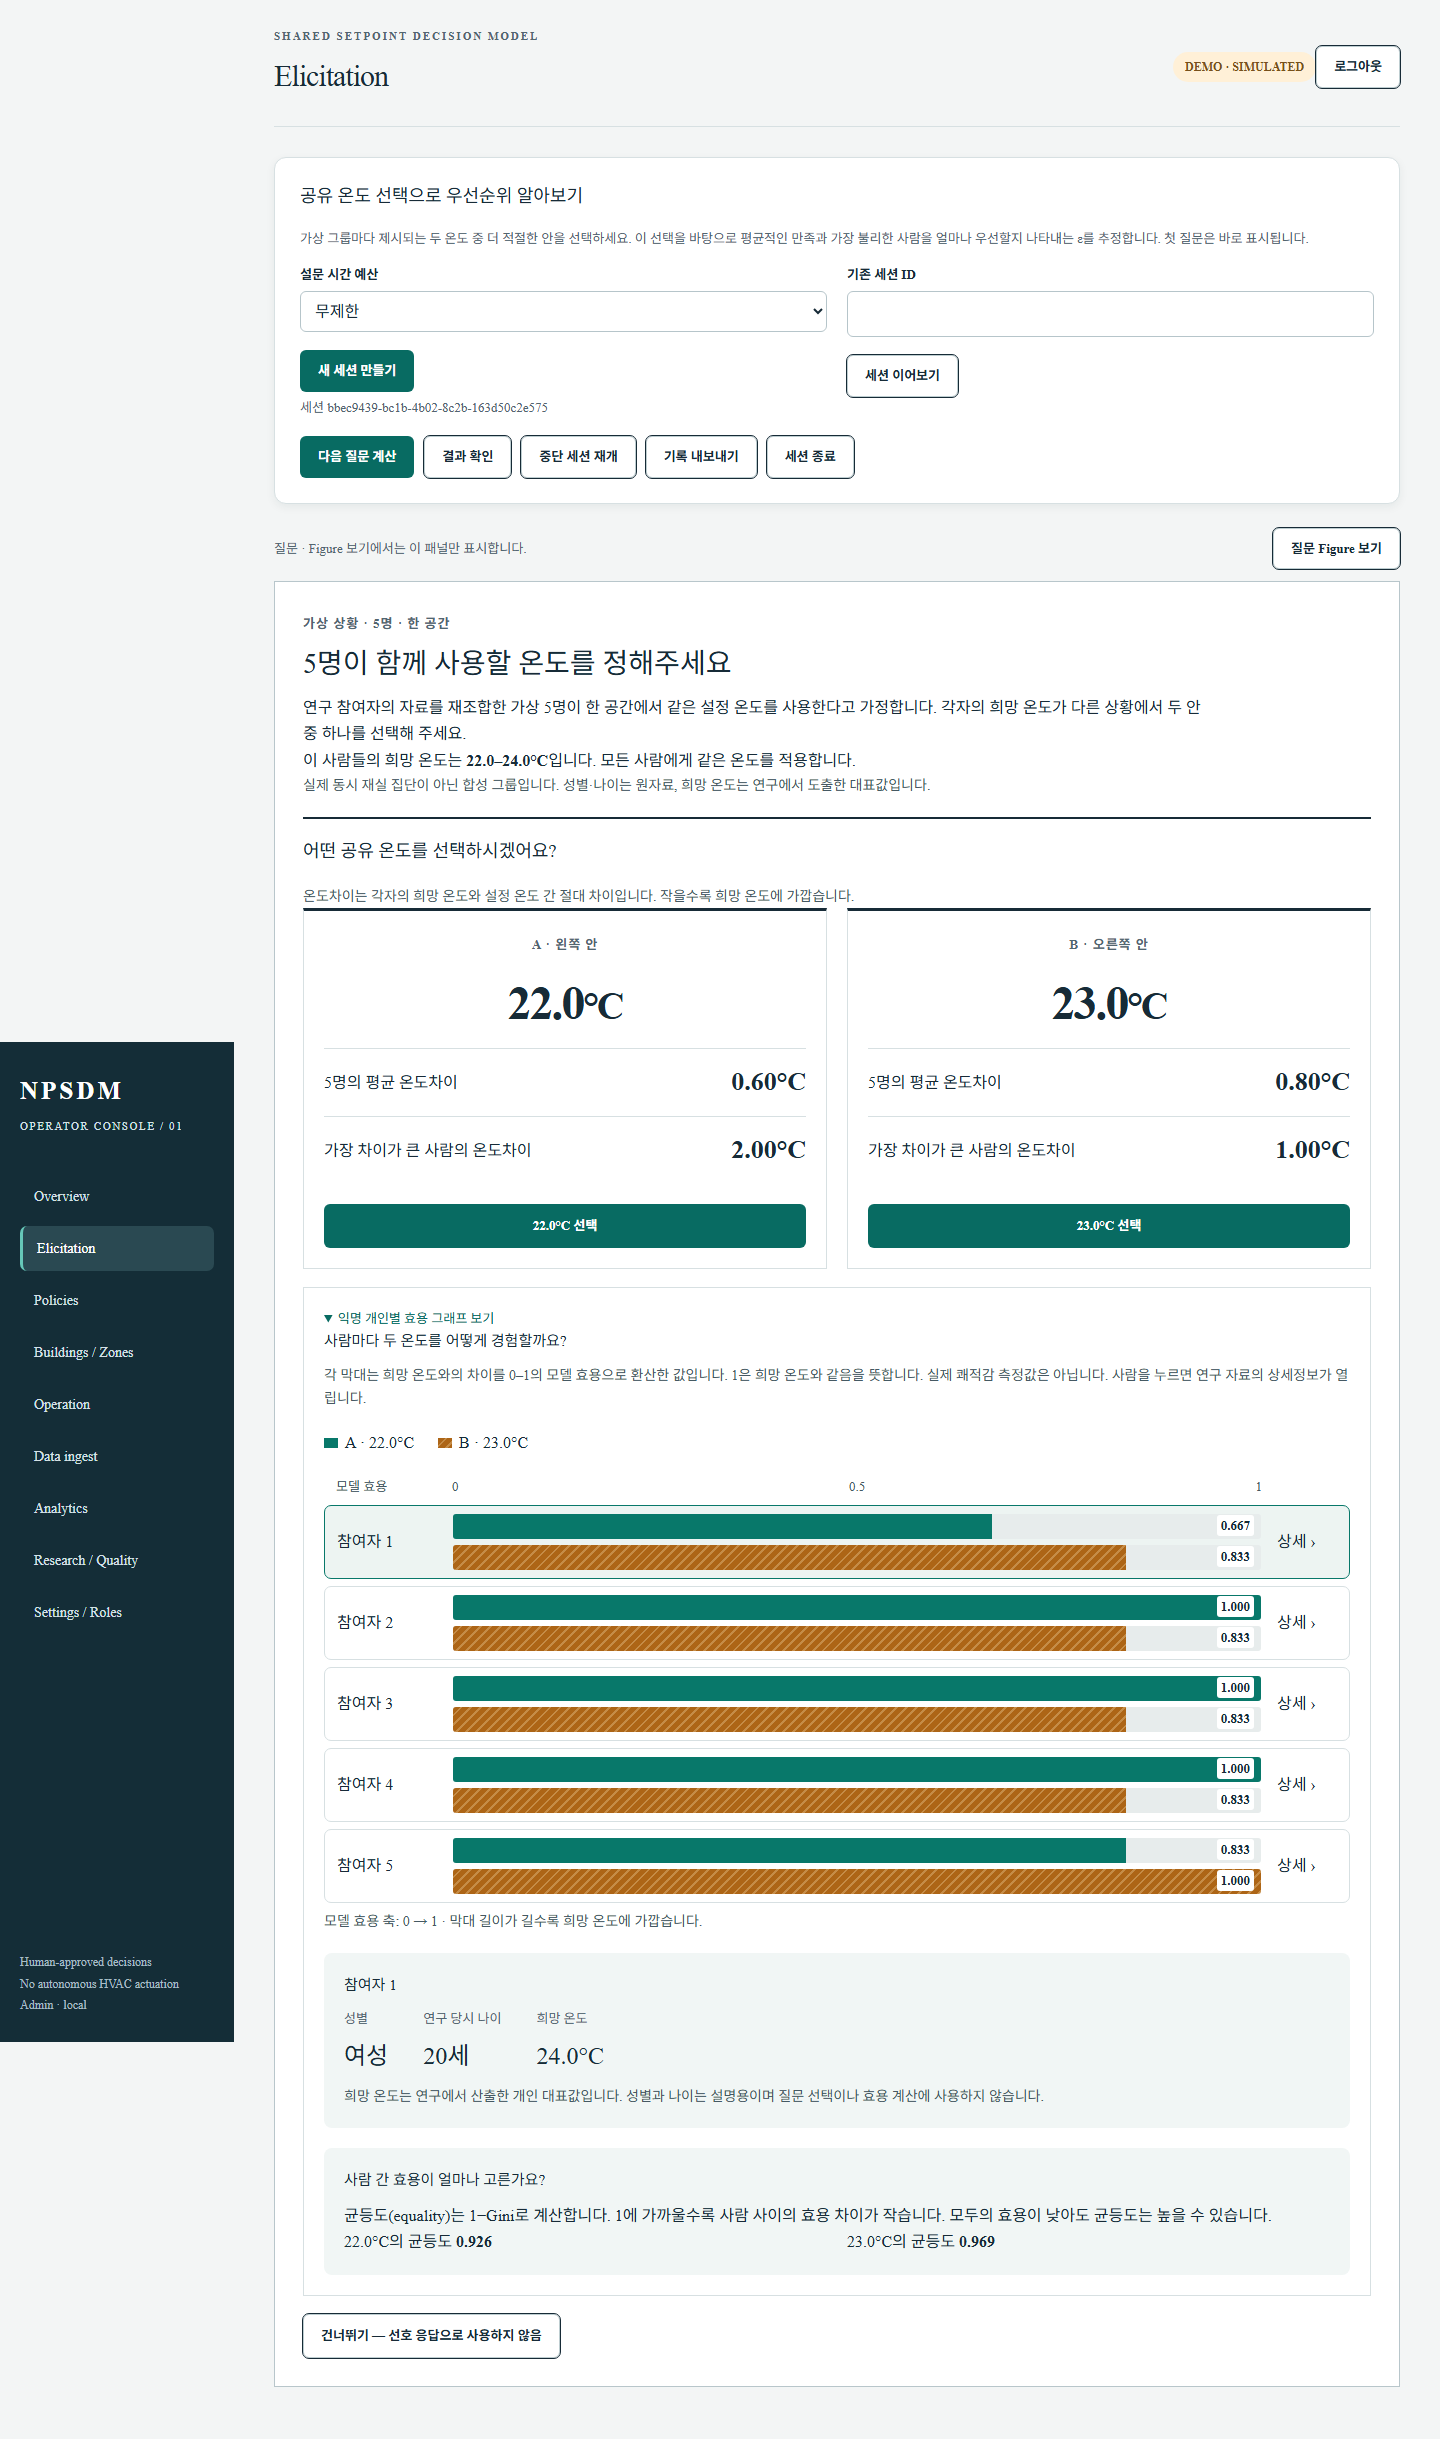 SHARED SETPOINT DECISION MODEL
Elicitation
DEMO · SIMULATED
로그아웃
공유 온도 선택으로 우선순위 알아보기
가상 그룹마다 제시되는 두 온도 중 더 적절한 안을 선택하세요. 이 선택을 바탕으로 평균적인 만족과 가장 불리한 사람을 얼마나 우선할지 나타내는 ε를 추정합니다. 첫 질문은 바로 표시됩니다.
설문 시간 예산
기존 세션 ID
무제한
새 세션 만들기
세션 이어보기
세션 bbec9439-bc1b-4b02-8c2b-163d50c2e575
다음 질문 계산
결과 확인
중단 세션 재개
기록 내보내기
세션 종료
질문 · Figure 보기에서는 이 패널만 표시합니다.
질문 Figure 보기
가상 상황 · 5명 · 한 공간
5명이 함께 사용할 온도를 정해주세요
연구 참여자의 자료를 재조합한 가상 5명이 한 공간에서 같은 설정 온도를 사용한다고 가정합니다. 각자의 희망 온도가 다른 상황에서 두 안
중 하나를 선택해 주세요.
이 사람들의 희망 온도는 22.0–24.0°C입니다. 모든 사람에게 같은 온도를 적용합니다.
실제 동시 재실 집단이 아닌 합성 그룹입니다. 성별·나이는 원자료, 희망 온도는 연구에서 도출한 대표값입니다.
어떤 공유 온도를 선택하시겠어요?
온도차이는 각자의 희망 온도와 설정 온도 간 절대 차이입니다. 작을수록 희망 온도에 가깝습니다.
A · 왼쪽 안
22.0°C
5명의 평균 온도차이 0.60°C
가장 차이가 큰 사람의 온도차이 2.00°C
22.0°C 선택
B · 오른쪽 안
23.0°C
5명의 평균 온도차이 0.80°C
가장 차이가 큰 사람의 온도차이 1.00°C
23.0°C 선택
▼ 익명 개인별 효용 그래프 보기
사람마다 두 온도를 어떻게 경험할까요?
각 막대는 희망 온도와의 차이를 0–1의 모델 효용으로 환산한 값입니다. 1은 희망 온도와 같음을 뜻합니다. 실제 쾌적감 측정값은 아닙니다. 사람을 누르면 연구 자료의 상세정보가 열
립니다.
A · 22.0°C B · 23.0°C
모델 효용 0 0.5 1
참여자 1 0.667 0.833 상세 ›
참여자 2 1.000 0.833 상세 ›
참여자 3 1.000 0.833 상세 ›
참여자 4 1.000 0.833 상세 ›
참여자 5 0.833 1.000 상세 ›
모델 효용 축: 0 → 1 · 막대 길이가 길수록 희망 온도에 가깝습니다.
참여자 1
성별 연구 당시 나이 희망 온도
여성 20세 24.0°C
희망 온도는 연구에서 산출한 개인 대표값입니다. 성별과 나이는 설명용이며 질문 선택이나 효용 계산에 사용하지 않습니다.
사람 간 효용이 얼마나 고른가요?
균등도(equality)는 1−Gini로 계산합니다. 1에 가까울수록 사람 사이의 효용 차이가 작습니다. 모두의 효용이 낮아도 균등도는 높을 수 있습니다.
22.0°C의 균등도 0.926
23.0°C의 균등도 0.969
건너뛰기 — 선호 응답으로 사용하지 않음
NPSDM
OPERATOR CONSOLE / 01
Overview
Elicitation
Policies
Buildings / Zones
Operation
Data ingest
Analytics
Research / Quality
Settings / Roles
Human-approved decisions
No autonomous HVAC actuation
Admin · local